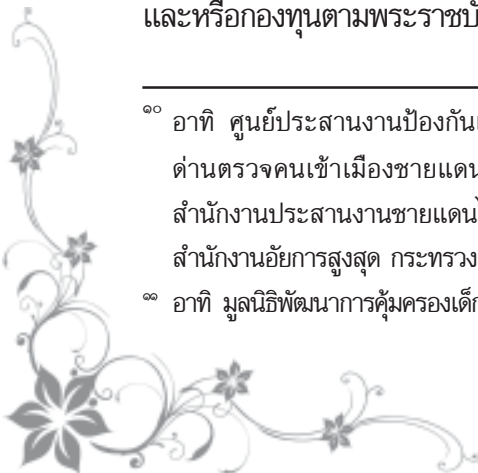 และหรือกองทุนตามพระราชบั
๑๐ อาทิ ศูนย์ประสานงานป้องกัน
ด่านตรวจคนเข้าเมืองชายแดน
สำนักงานประสานงานชายแดน
สำนักงานอัยการสูงสุด กระทรวง
๑๑ อาทิ มูลนิธิพัฒนาการคุ้มครองเด็ก